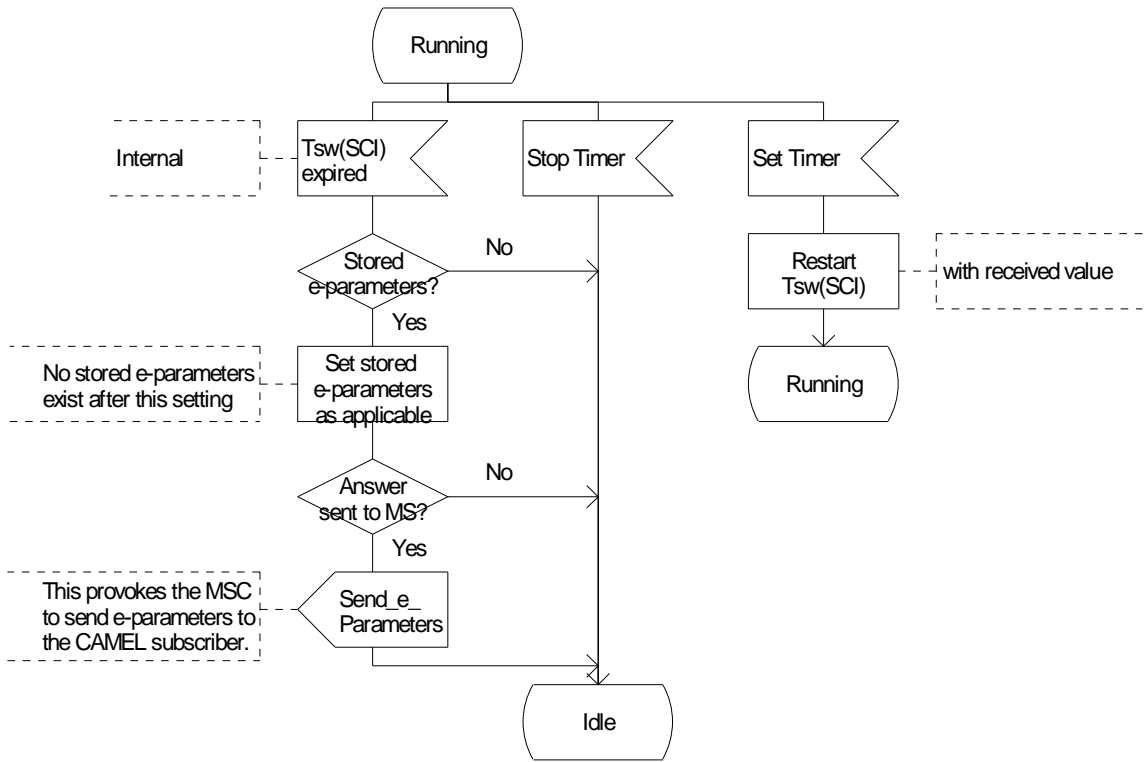 Running
Internal
Tsw(SCI)
expired
Stop Timer
Set Timer
Stored
e-parameters?
No
Yes
Restart
Tsw(SCI)
with received value
No stored e-parameters
exist after this setting
Set stored
e-parameters
as applicable
Running
Answer
sent to MS?
No
Yes
This provokes the MSC
to send e-parameters to
the CAMEL subscriber.
Send_e_
Parameters
Idle